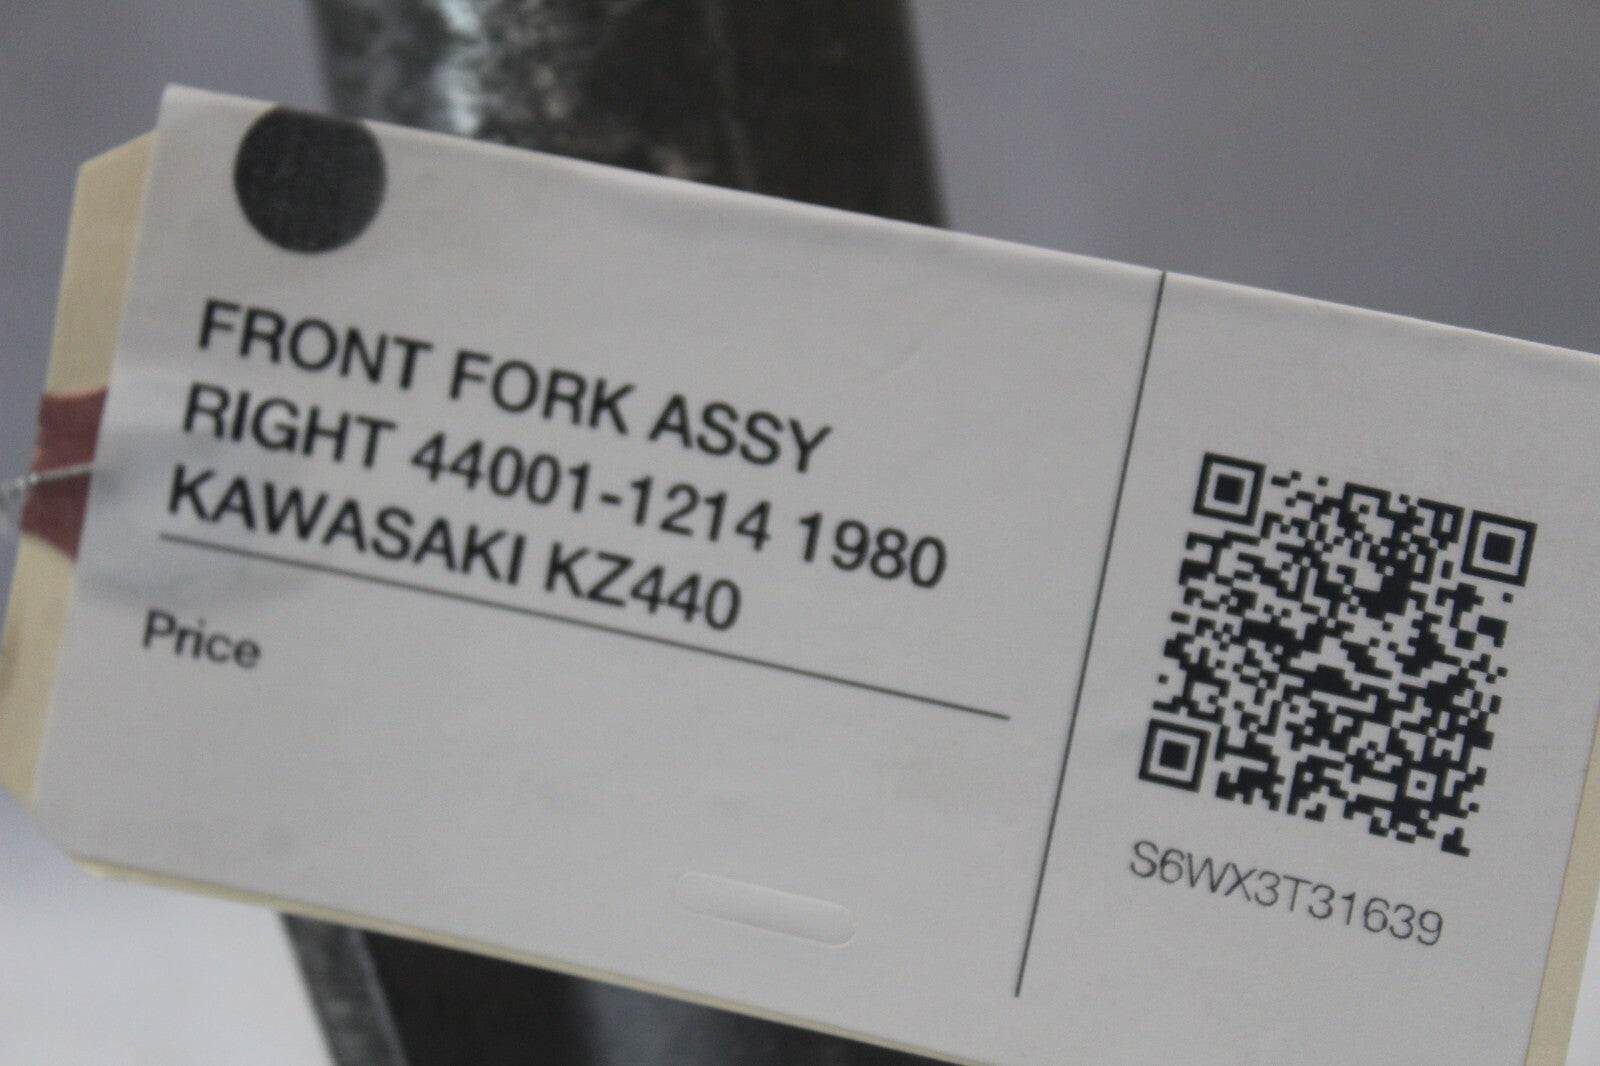 FRONT FORK ASSY
RIGHT 44001-1214 1980
KAWASAKI KZ440
Price
S6WX3T31639